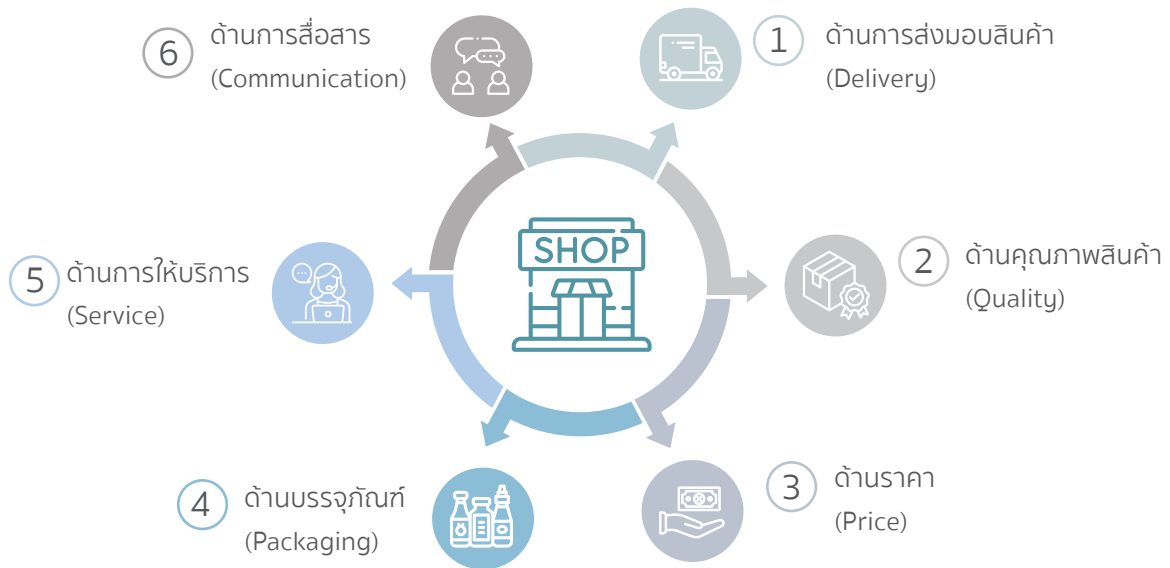 1
ด้านการส่งมอบสินค้า
(Delivery)
2
ด้านคุณภาพสินค้า
(Quality)
3
ด้านราคา
(Price)
4
ด้านบรรจุภัณฑ์
(Packaging)
5
ด้านการให้บริการ
(Service)
6
ด้านการสื่อสาร
(Communication)
SHOP